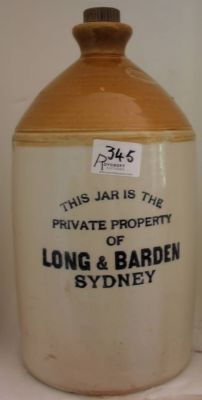 345
THIS JAR IS THE
PRIVATE PROPERTY
OF
LONG & BARDEN
SYDNEY